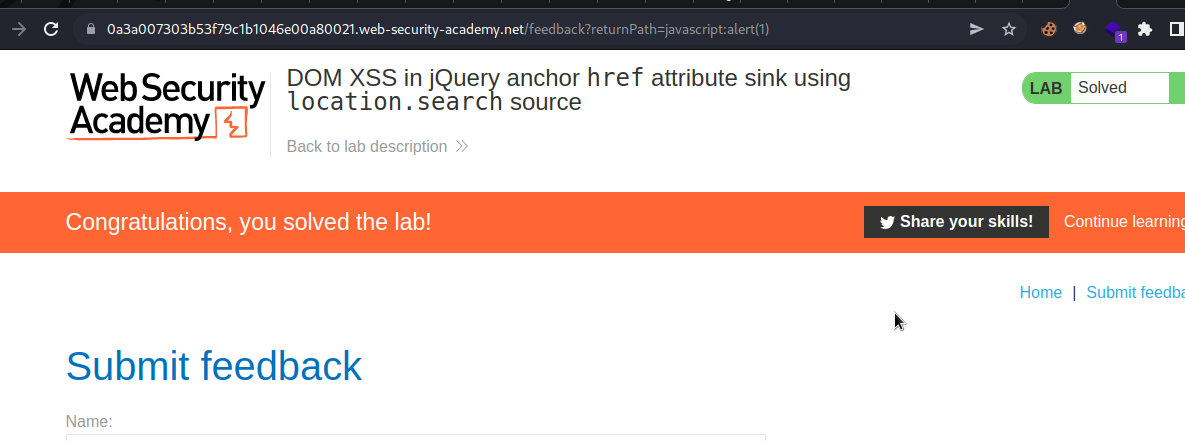 0a3a007303b53f79c1b1046e00a80021.web-security-academy.net/feedback?returnPath=javascript:alert(1)
1
Web Security
Academy
DOM XSS in jQuery anchor href attribute sink using
location.search source
LAB Solved
Back to lab description
Congratulations, you solved the lab!
Share your skills! Continue learning
Home | Submit feedba
Submit feedback
Name: